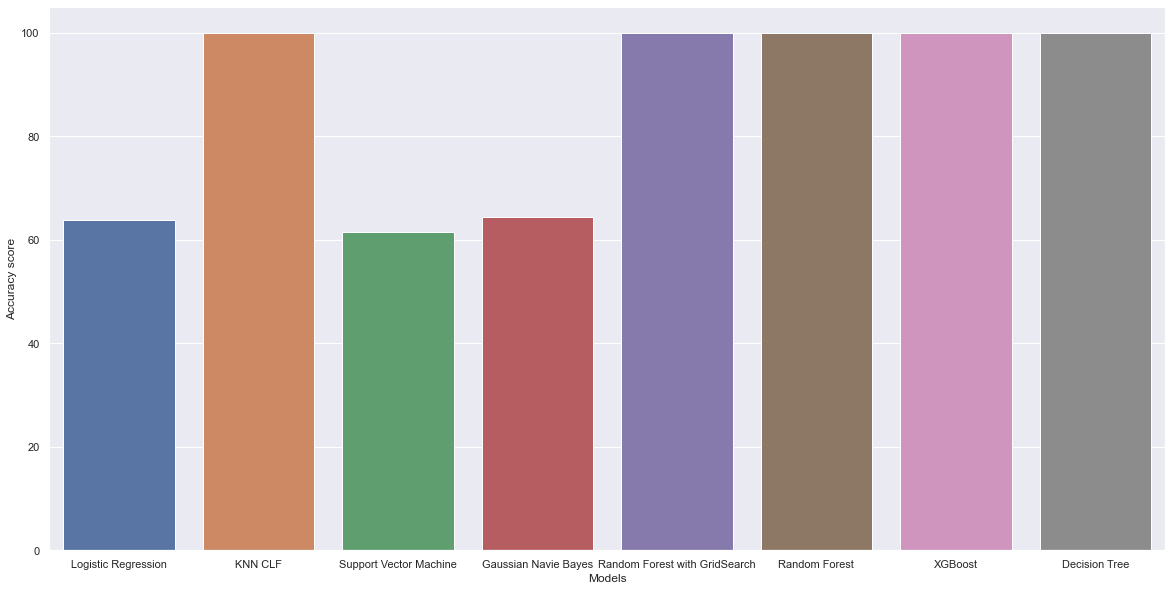 100
80
60
40
20
0
Accuracy score
Logistic Regression KNN CLF Support Vector Machine Gaussian Navie Bayes Random Forest with GridSearch Random Forest XGBoost Decision Tree
Models